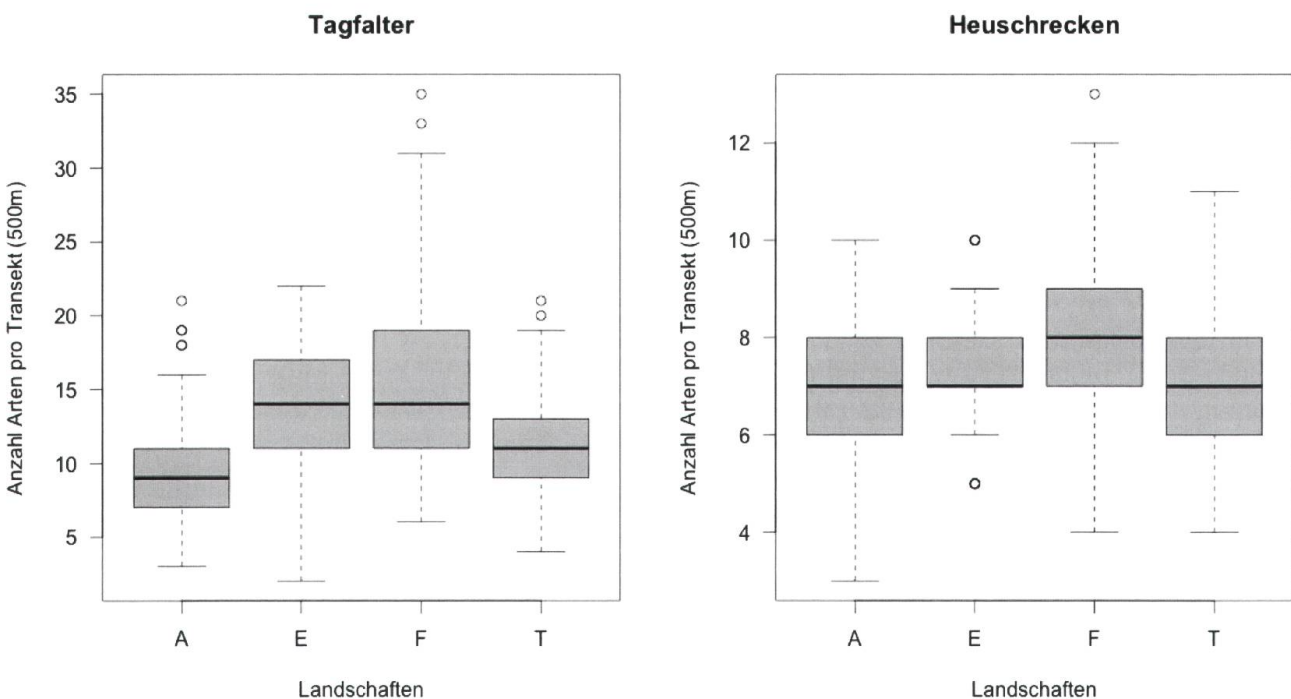 Tagfalter
Anzahl Arten pro Transekt (500m)
35
30
25
20
15
10
5
A E F T
Landschaften
Heuschrecken
Anzahl Arten pro Transekt (500m)
12
10
8
6
4
A E F T
Landschaften